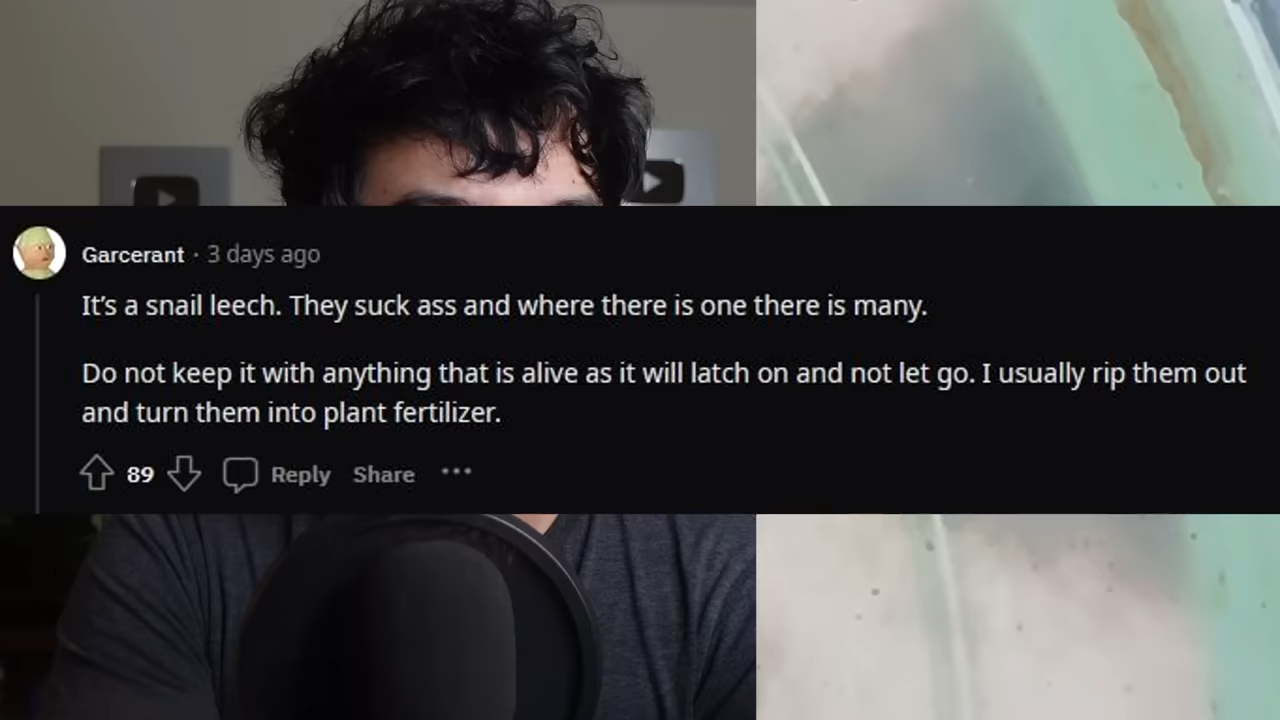 Garcerant · 3 days ago
It's a snail leech. They suck ass and where there is one there is many.
Do not keep it with anything that is alive as it will latch on and not let go. I usually rip them out
and turn them into plant fertilizer.
89 Reply Share •••